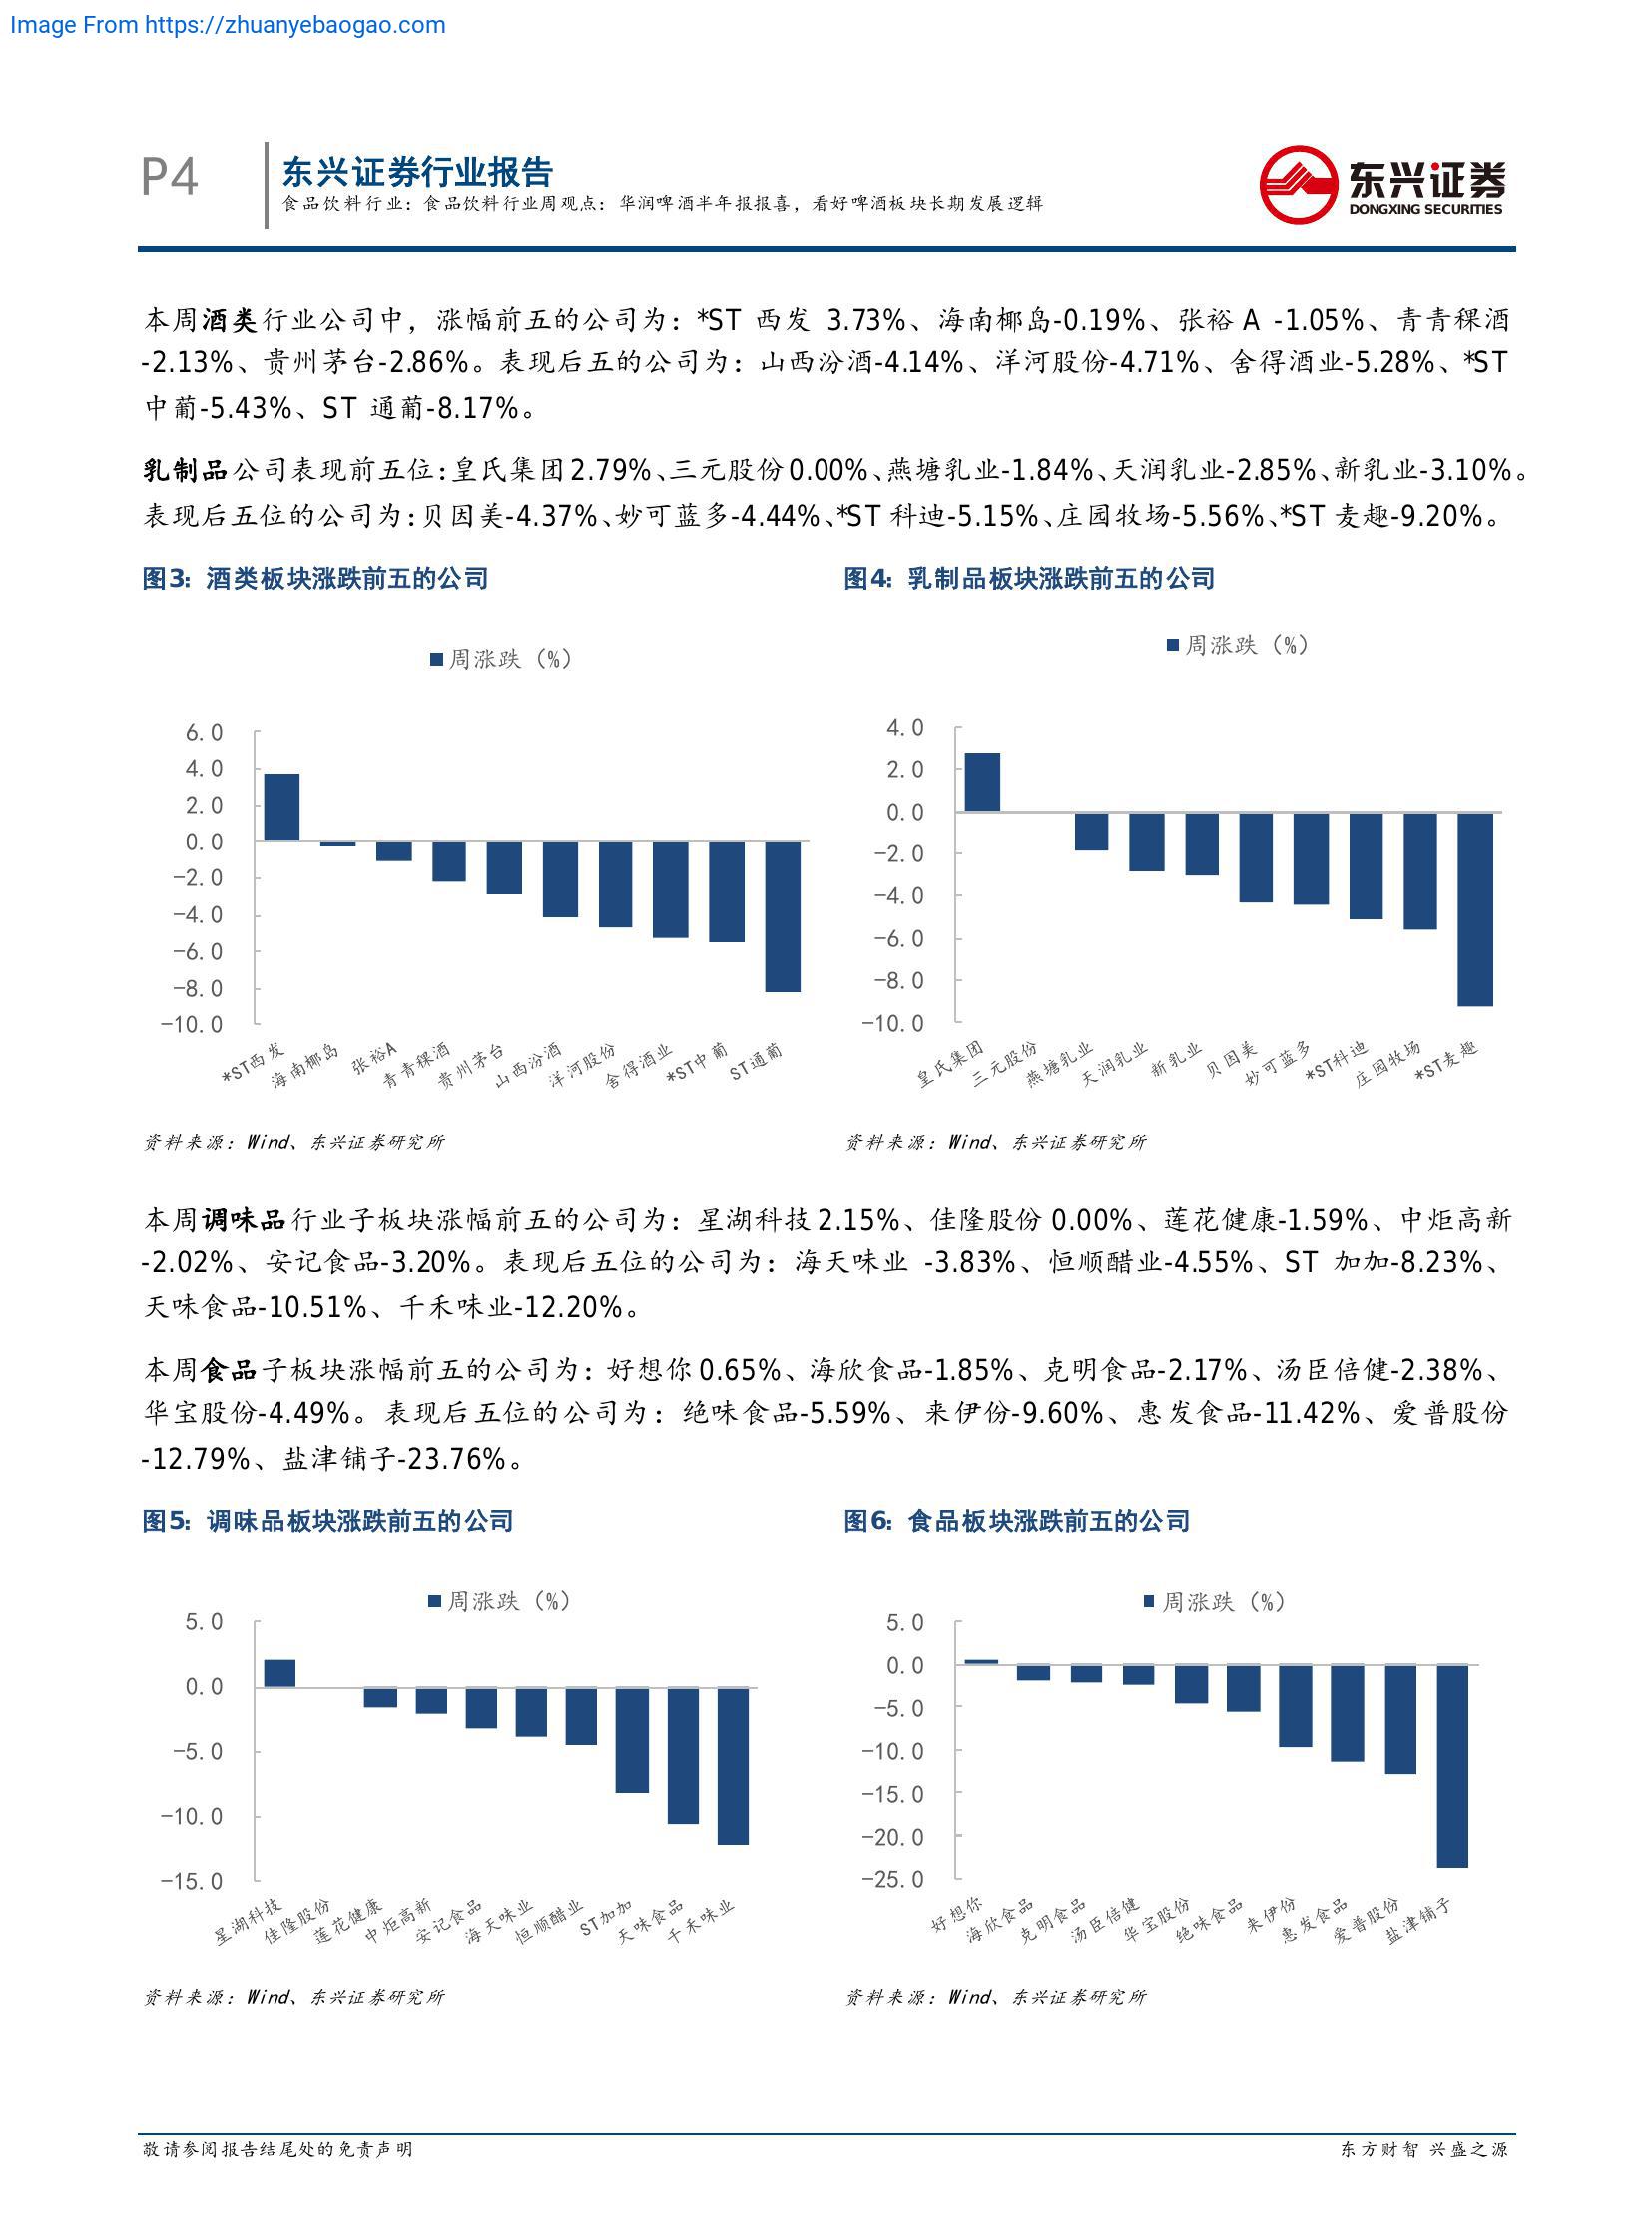 Image From https://zhuanyebaogao.com
P4
东兴证券行业报告
食品饮料行业：食品饮料行业周观点：华润啤酒半年报报喜，看好啤酒板块长期发展逻辑
东兴证券
DONGXING SECURITIES
本周酒类行业公司中，涨幅前五的公司为：*ST 西发 3.73%、海南椰岛-0.19%、张裕 A -1.05%、青青稞酒
-2.13%、贵州茅台-2.86%。表现后五的公司为：山西汾酒-4.14%、洋河股份-4.71%、舍得酒业-5.28%、*ST
中葡-5.43%、ST 通葡-8.17%。
乳制品公司表现前五位：皇氏集团 2.79%、三元股份 0.00%、燕塘乳业-1.84%、天润乳业-2.85%、新乳业-3.10%。
表现后五位的公司为：贝因美-4.37%、妙可蓝多-4.44%、*ST 科迪-5.15%、庄园牧场-5.56%、*ST 麦趣-9.20%。
图3：酒类板块涨跌前五的公司
周涨跌（%）
6.0
4.0
2.0
0.0
-2.0
-4.0
-6.0
-8.0
-10.0
*ST西发
海南椰岛
张裕A
青青稞酒
贵州茅台
山西汾酒
洋河股份
舍得酒业
*ST中葡
ST通葡
资料来源：Wind、东兴证券研究所
图4：乳制品板块涨跌前五的公司
周涨跌（%）
4.0
2.0
0.0
-2.0
-4.0
-6.0
-8.0
-10.0
皇氏集团
三元股份
燕塘乳业
天润乳业
新乳业
贝因美
妙可蓝多
*ST科迪
庄园牧场
*ST麦趣
资料来源：Wind、东兴证券研究所
本周调味品行业子板块涨幅前五的公司为：星湖科技 2.15%、佳隆股份 0.00%、莲花健康-1.59%、中炬高新
-2.02%、安记食品-3.20%。表现后五位的公司为：海天味业 -3.83%、恒顺醋业-4.55%、ST 加加-8.23%、
天味食品-10.51%、千禾味业-12.20%。
本周食品子板块涨幅前五的公司为：好想你 0.65%、海欣食品-1.85%、克明食品-2.17%、汤臣倍健-2.38%、
华宝股份-4.49%。表现后五位的公司为：绝味食品-5.59%、来伊份-9.60%、惠发食品-11.42%、爱普股份
-12.79%、盐津铺子-23.76%。
图5：调味品板块涨跌前五的公司
周涨跌（%）
5.0
0.0
-5.0
-10.0
-15.0
星湖科技
佳隆股份
莲花健康
中炬高新
安记食品
海天味业
恒顺醋业
ST加加
天味食品
千禾味业
资料来源：Wind、东兴证券研究所
图6：食品板块涨跌前五的公司
周涨跌（%）
5.0
0.0
-5.0
-10.0
-15.0
-20.0
-25.0
好想你
海欣食品
克明食品
汤臣倍健
华宝股份
绝味食品
来伊份
惠发食品
爱普股份
盐津铺子
资料来源：Wind、东兴证券研究所
敬请参阅报告结尾处的免责声明
东方财智 兴盛之源